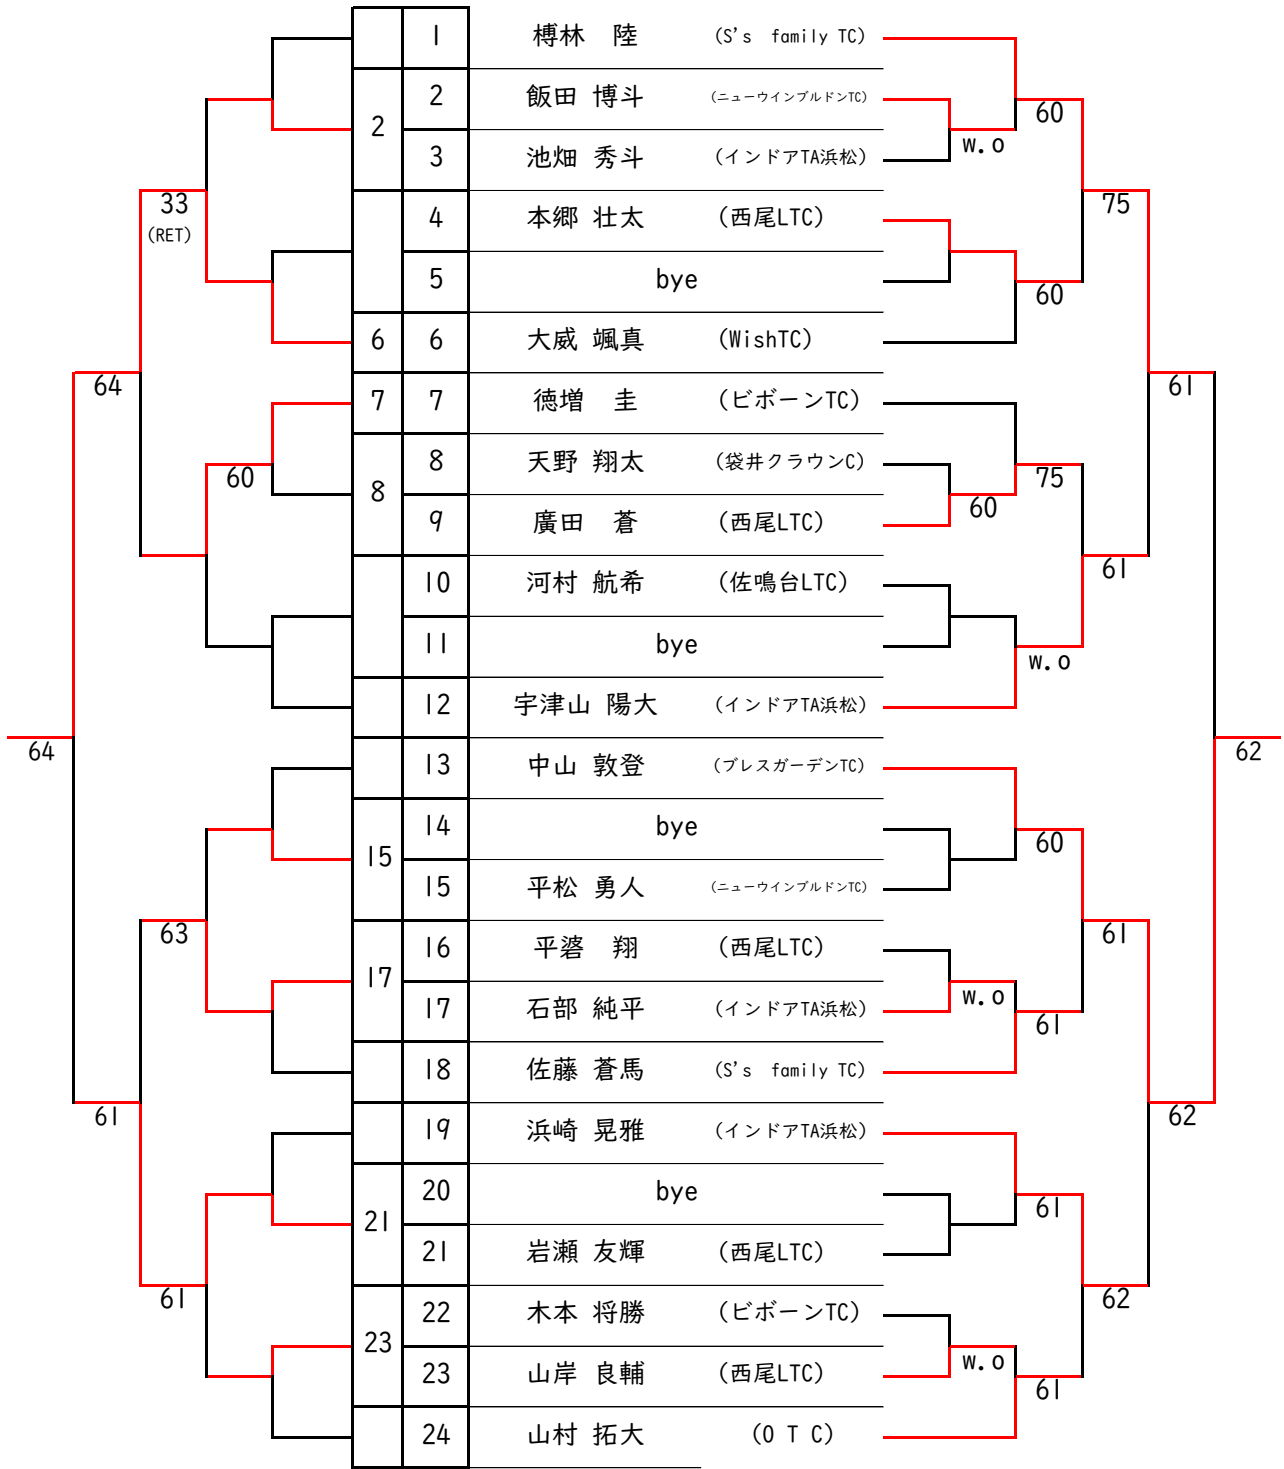 1 榑林 陸 (S's family TC)
2 飯田 博斗 (ニューウインブルドンTC) 60
2
3 池畑 秀斗 (インドアTA浜松) w.o
33 4 本郷 壮太 (西尾LTC) 75
(RET)
5 bye 60
6 6 大威 颯真 (WishTC)
64 7 7 徳増 圭 (ビボーンTC) 61
60 8 天野 翔太 (袋井クラウンC) 75
8
9 廣田 蒼 (西尾LTC) 60
10 河村 航希 (佐鳴台LTC) 61
11 bye w.o
12 宇津山 陽大 (インドアTA浜松)
64 13 中山 敦登 (ブレスガーデンTC) 62
14 bye 60
15
15 平松 勇人 (ニューウインブルドンTC)
63 16 平婆 翔 (西尾LTC) 61
17
17 石部 純平 (インドアTA浜松) w.o 61
18 佐藤 蒼馬 (S's family TC)
61 19 浜崎 晃雅 (インドアTA浜松) 62
20 bye 61
21
21 岩瀬 友輝 (西尾LTC)
61 22 木本 将勝 (ビボーンTC) 62
23
23 山岸 良輔 (西尾LTC) w.o 61
24 山村 拓大 (O T C)